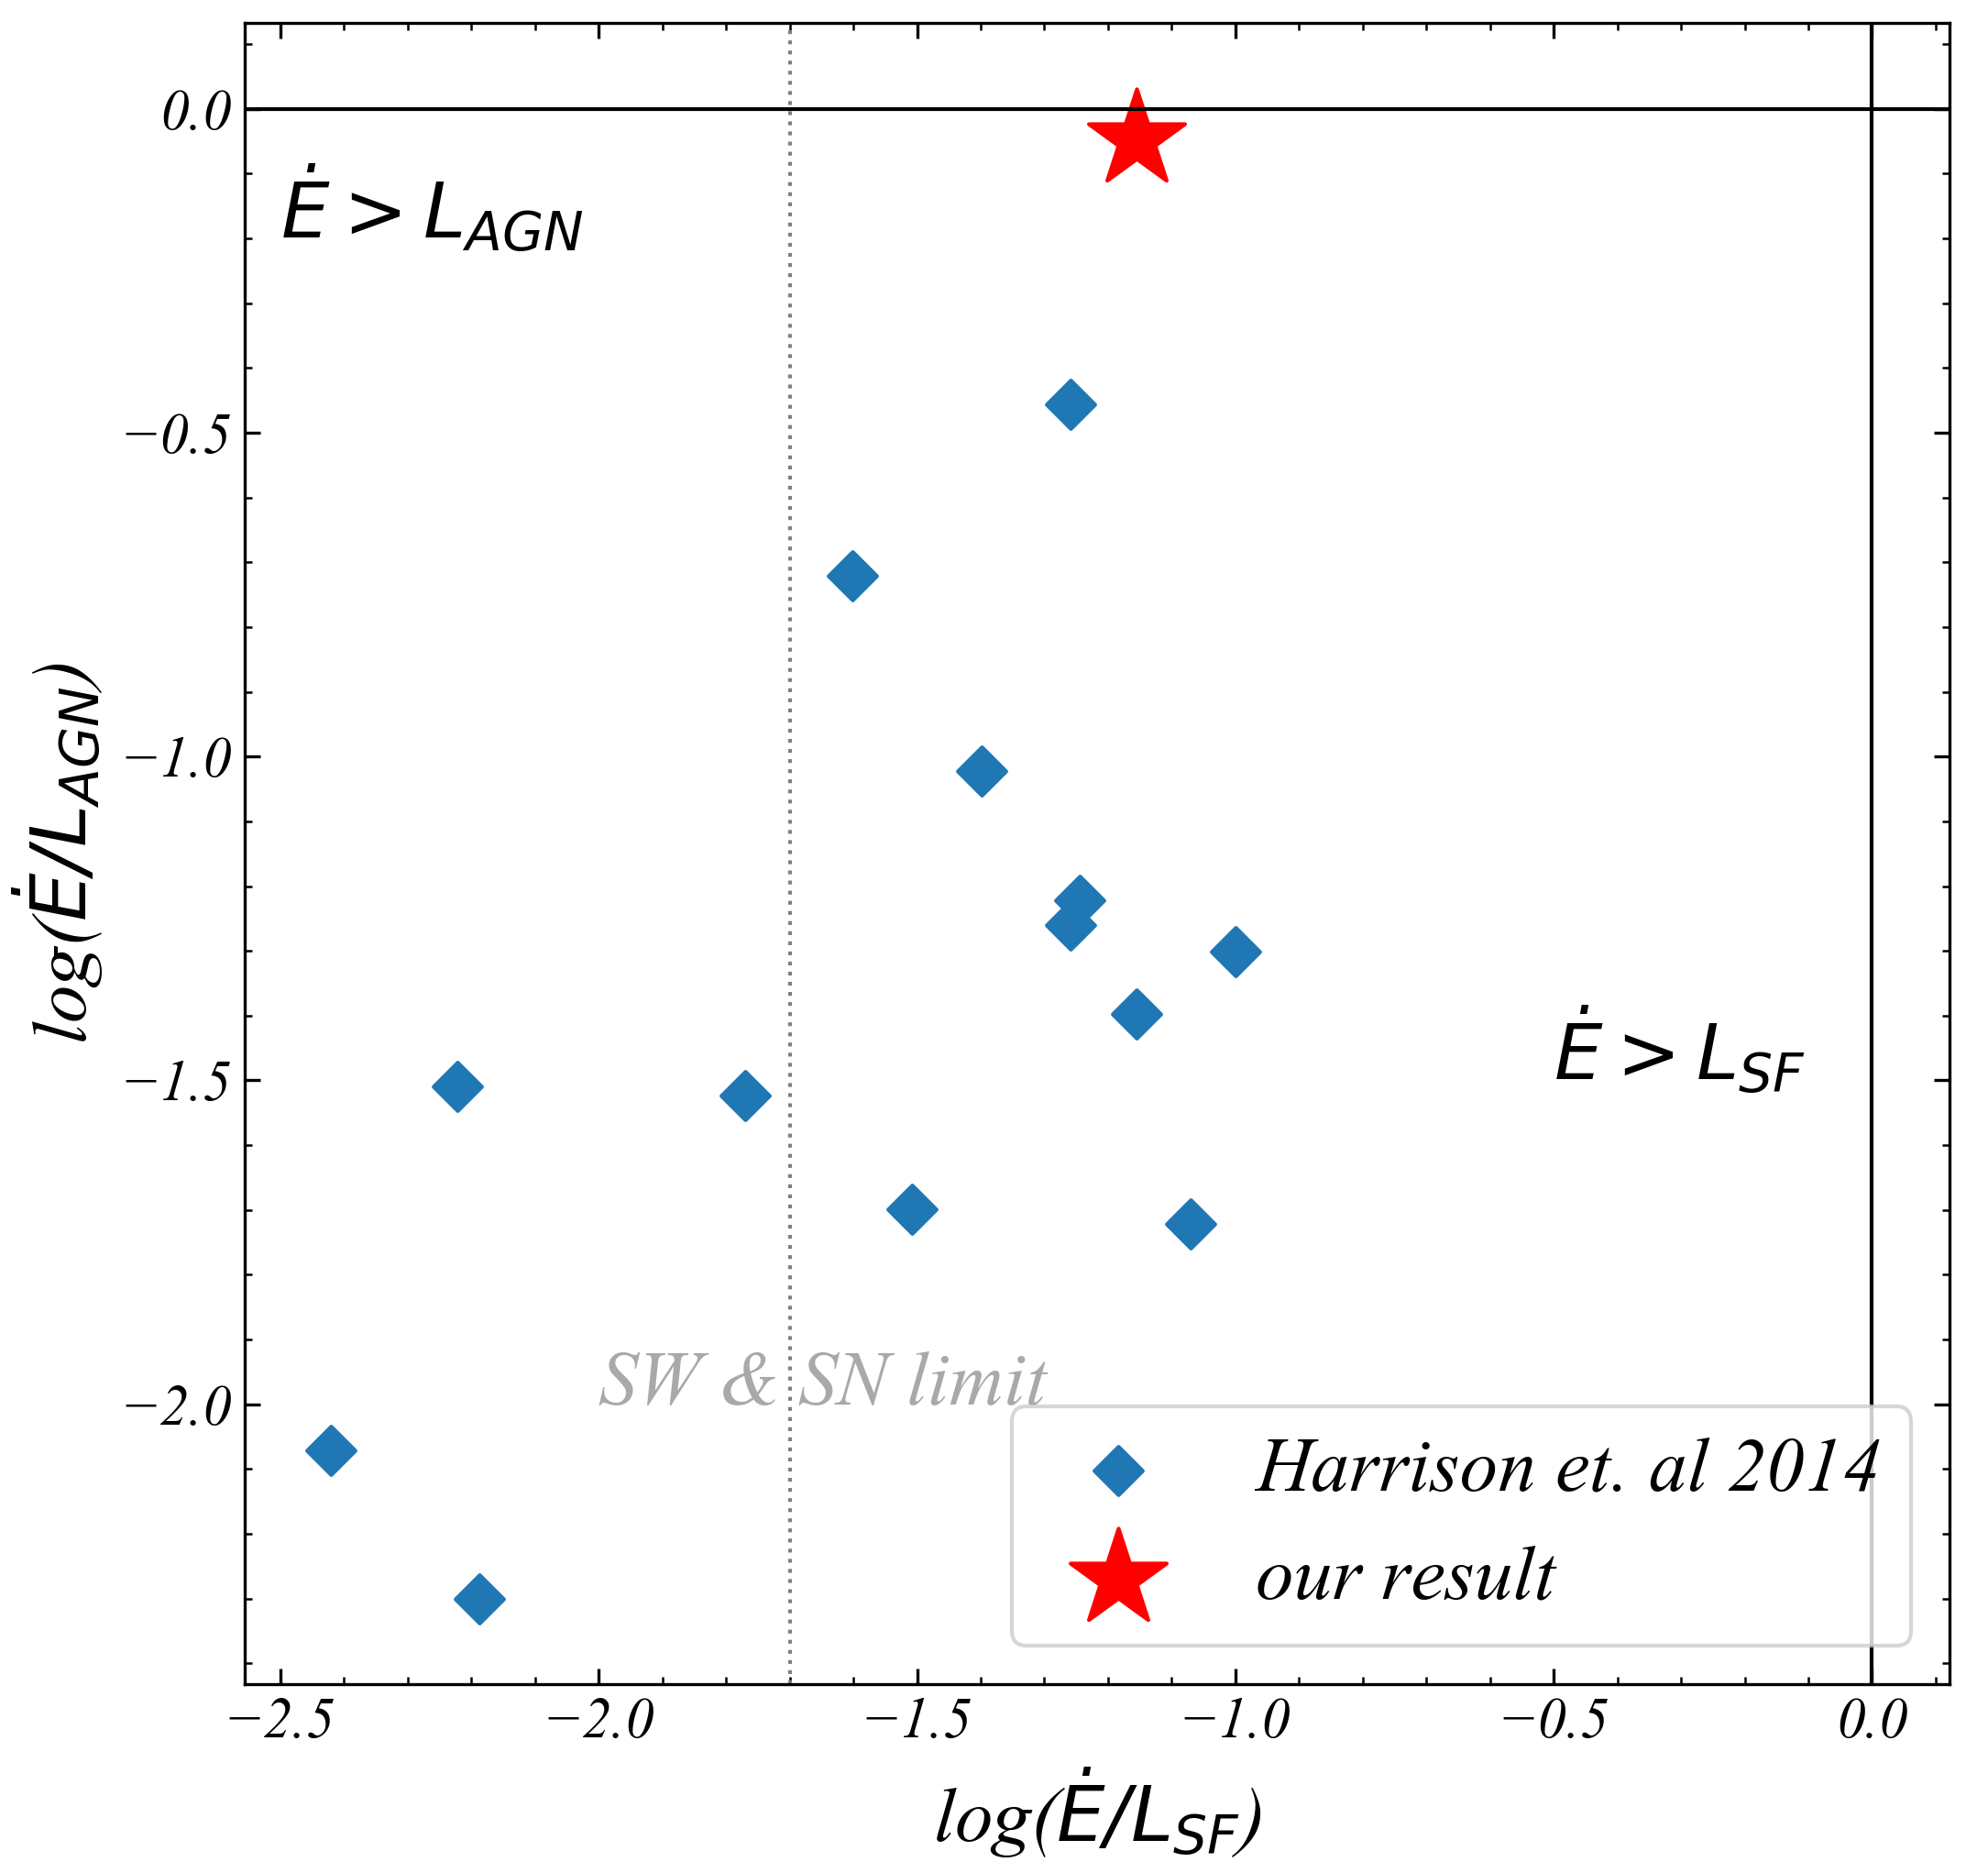 0.0
Ė > L_AGN
−0.5
−1.0
log(Ė/L_AGN)
−1.5
Ė > L_SF
SW & SN limit
−2.0
Harrison et. al 2014
our result
−2.5 −2.0 −1.5 −1.0 −0.5 0.0
log(Ė/L_SF)